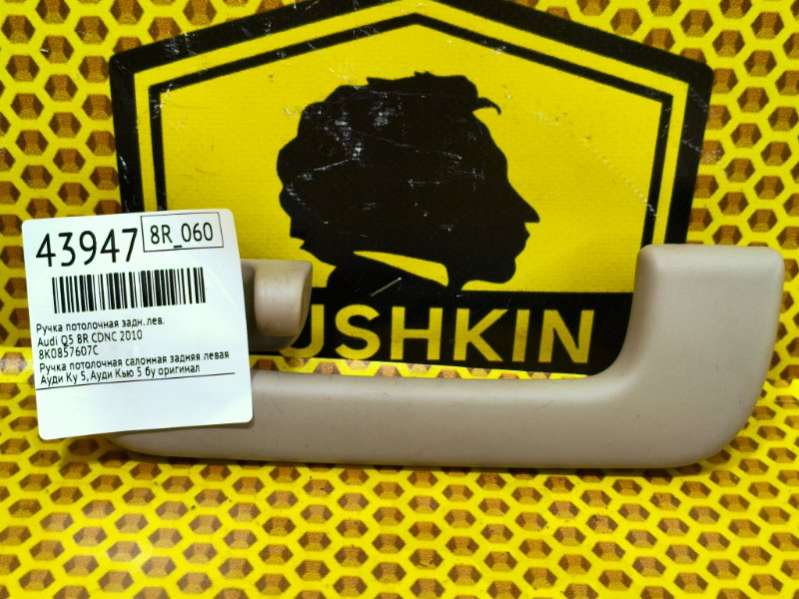 43947
8R_060
Ручка потолочная задн.лев.
Audi Q5 8R CDNC 2010
8K0857607C
Ручка потолочная салонная задняя левая
Ауди Ку 5,Ауди Кью 5 бу оригинал
USHKIN